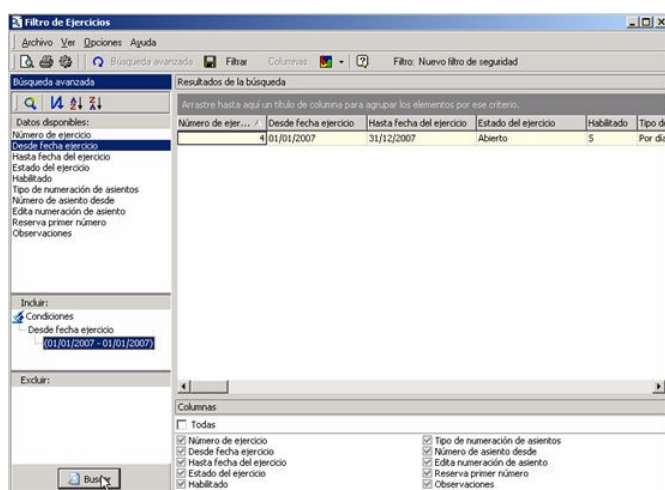 Filtro de Ejercicios
Archivo Ver Opciones Ayuda
Búsqueda avanzada Filtrar Columnas Filtro: Nuevo filtro de seguridad
Búsqueda avanzada
Resultados de la búsqueda
Arrastre hasta aquí un título de columna para agrupar los elementos por ese criterio.
Datos disponibles:
Número de ejer... Desde fecha ejercicio Hasta fecha del ejercicio Estado del ejercicio Habilitado Tipo de
4 01/01/2007 31/12/2007 Abierto S Por día
Número de ejercicio
Desde fecha ejercicio
Hasta fecha del ejercicio
Estado del ejercicio
Habilitado
Tipo de numeración de asientos
Número de asiento desde
Edita numeración de asiento
Reserva primer número
Observaciones
Incluir:
Condiciones
Desde fecha ejercicio
(01/01/2007 - 01/01/2007)
Excluir:
Buscar
Columnas
Todas
Número de ejercicio
Desde fecha ejercicio
Hasta fecha del ejercicio
Estado del ejercicio
Habilitado
Tipo de numeración de asientos
Número de asiento desde
Edita numeración de asiento
Reserva primer número
Observaciones